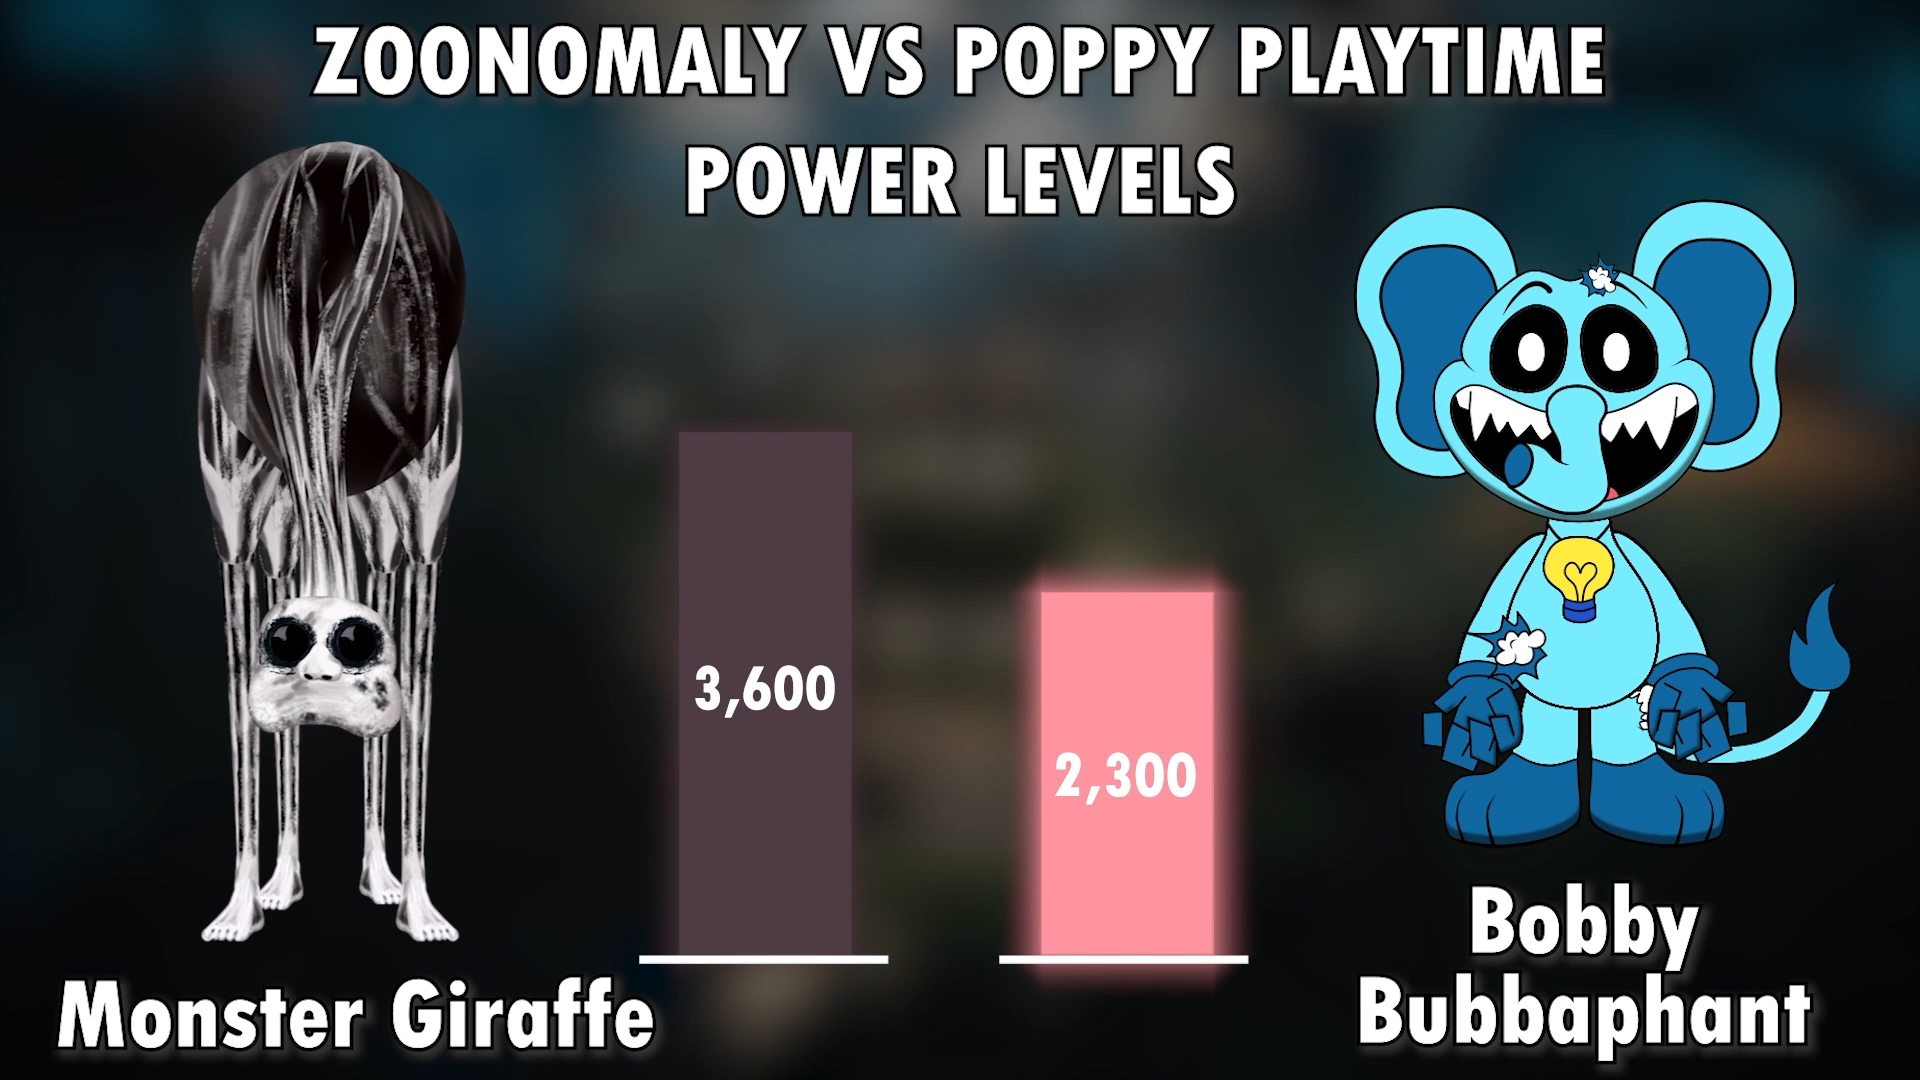 ZOONOMALY VS POPPY PLAYTIME
POWER LEVELS
3,600
2,300
Monster Giraffe
Bobby
Bubbaphant